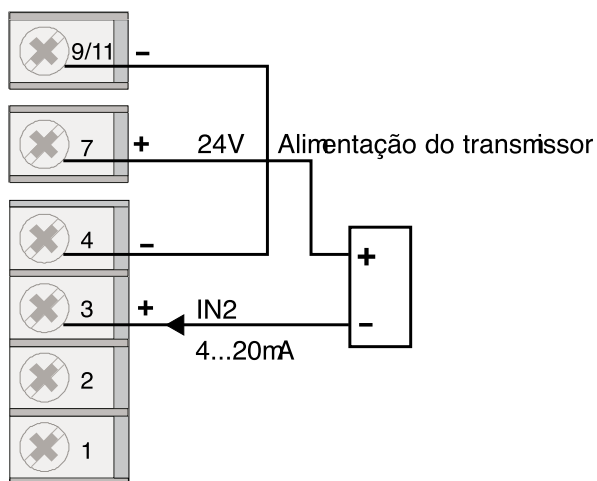 9/11 -
7 + 24V Alimentação do transmissor
4 -
+
3 + IN2
-
4...20mA
2
1